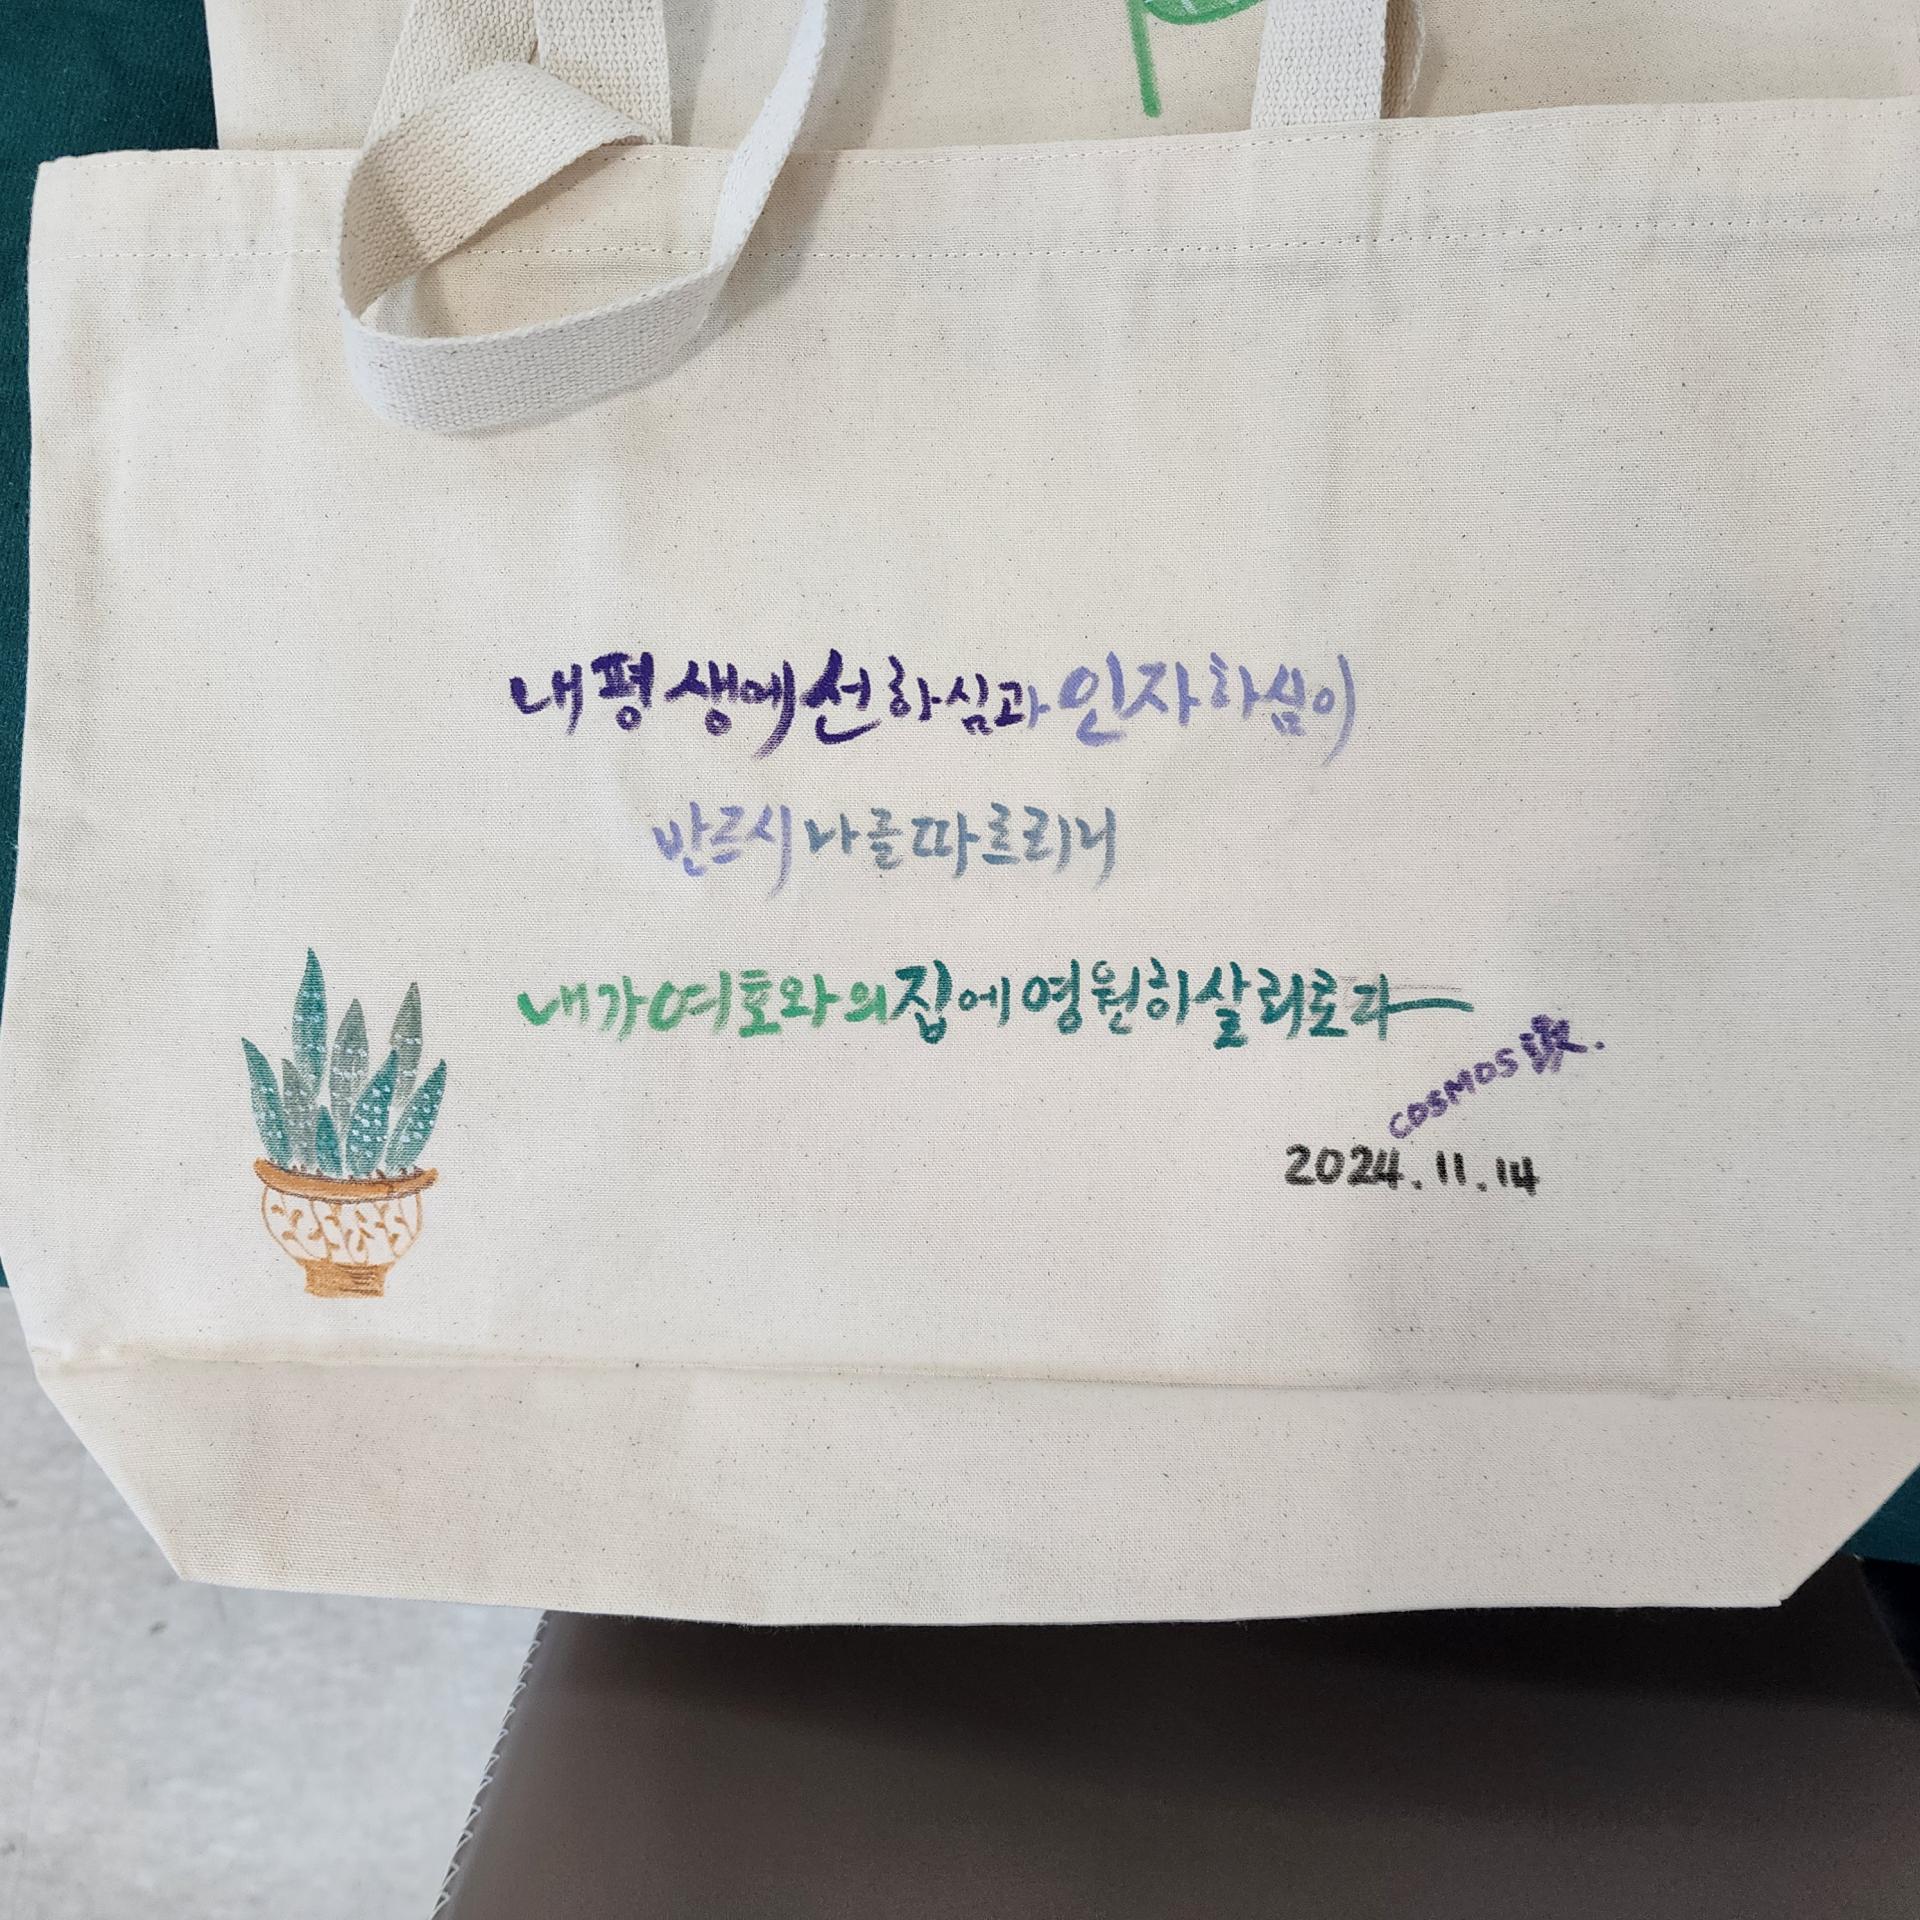 내 평생에 선하심과 인자하심이
반드시 나를 따르리니
내가 여호와의 집에 영원히 살리로다
COSMOS
2024.11.14